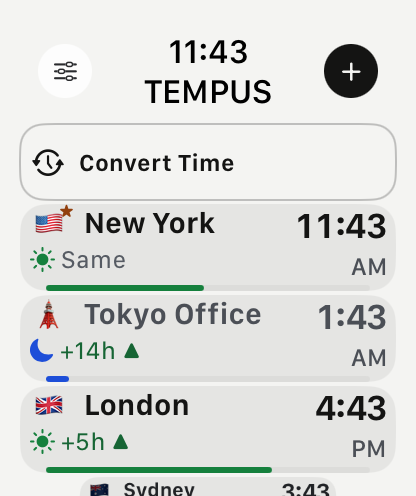 11:43
TEMPUS
Convert Time
New York 11:43
Same AM
Tokyo Office 1:43
+14h AM
London 4:43
+5h PM
Sydney 3:43